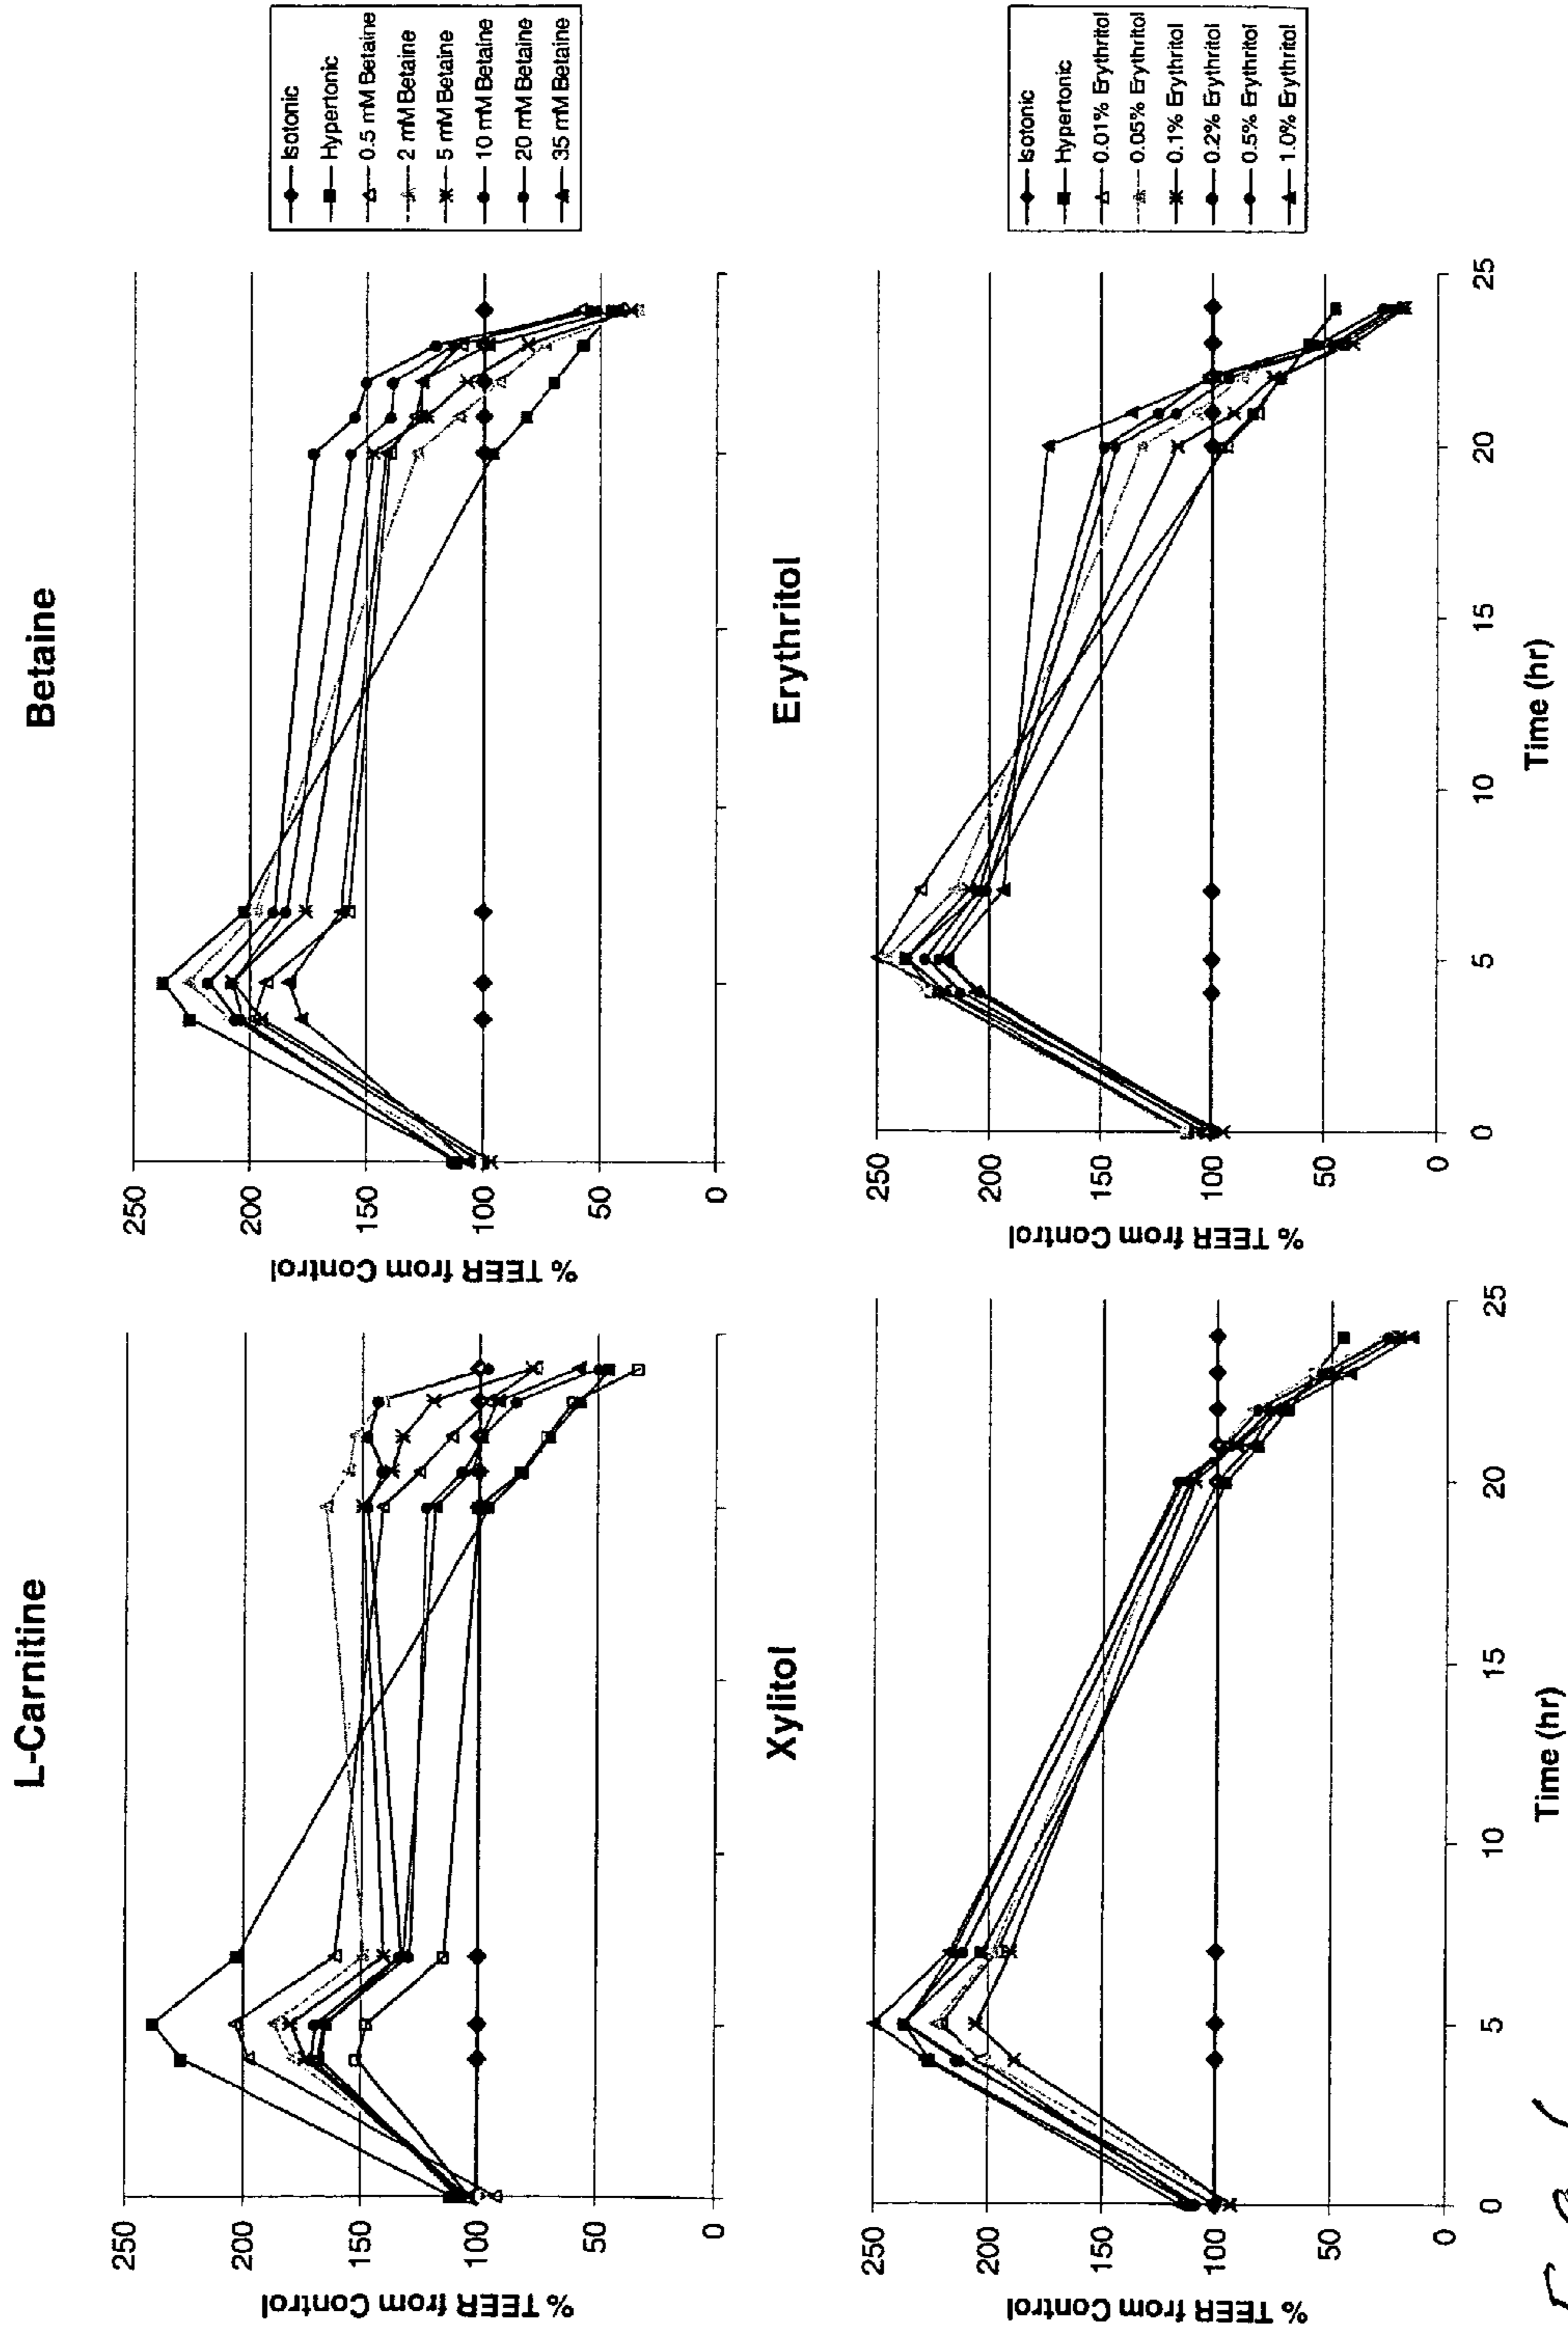 L-Carnitine
% TEER from Control
250
200
150
100
50
0
Betaine
% TEER from Control
250
200
150
100
50
0
Isotonic
Hypertonic
0.5 mM Betaine
2 mM Betaine
5 mM Betaine
10 mM Betaine
20 mM Betaine
35 mM Betaine
Xylitol
% TEER from Control
250
200
150
100
50
0
0 5 10 15 20 25
Time (hr)
Erythritol
% TEER from Control
250
200
150
100
50
0
0 5 10 15 20 25
Time (hr)
Isotonic
Hypertonic
0.01% Erythritol
0.05% Erythritol
0.1% Erythritol
0.2% Erythritol
0.5% Erythritol
1.0% Erythritol